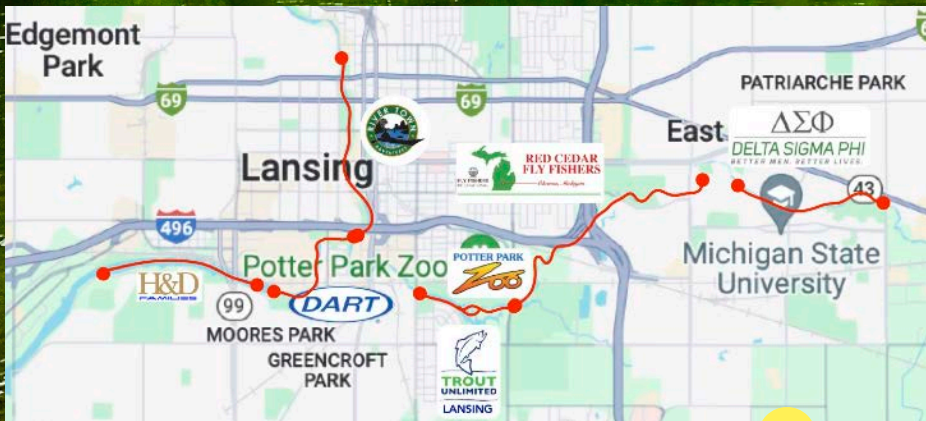 Edgemont
Park
69
69
PATRIARCHE PARK
RIVER TOWN
East
ΔΣΦ
DELTA SIGMA PHI
BETTER MEN. BETTER LIVES.
Lansing
RED CEDAR
FLY FISHERS
43
496
Potter Park Zoo
POTTER PARK
ZOO
Michigan State
University
H&D
FAMILIES
99
DART
MOORES PARK
GREENCROFT
PARK
TROUT
UNLIMITED
LANSING